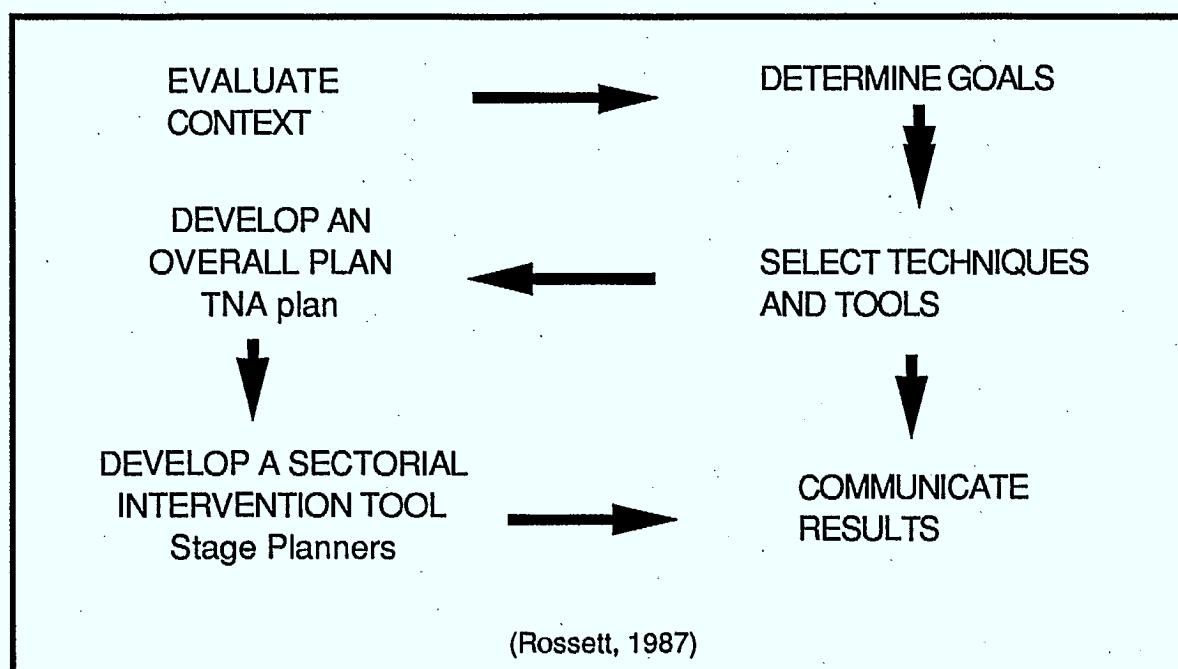 EVALUATE
CONTEXT
DETERMINE GOALS
DEVELOP AN
OVERALL PLAN
TNA plan
SELECT TECHNIQUES
AND TOOLS
DEVELOP A SECTORIAL
INTERVENTION TOOL
Stage Planners
COMMUNICATE
RESULTS
(Rossett, 1987)